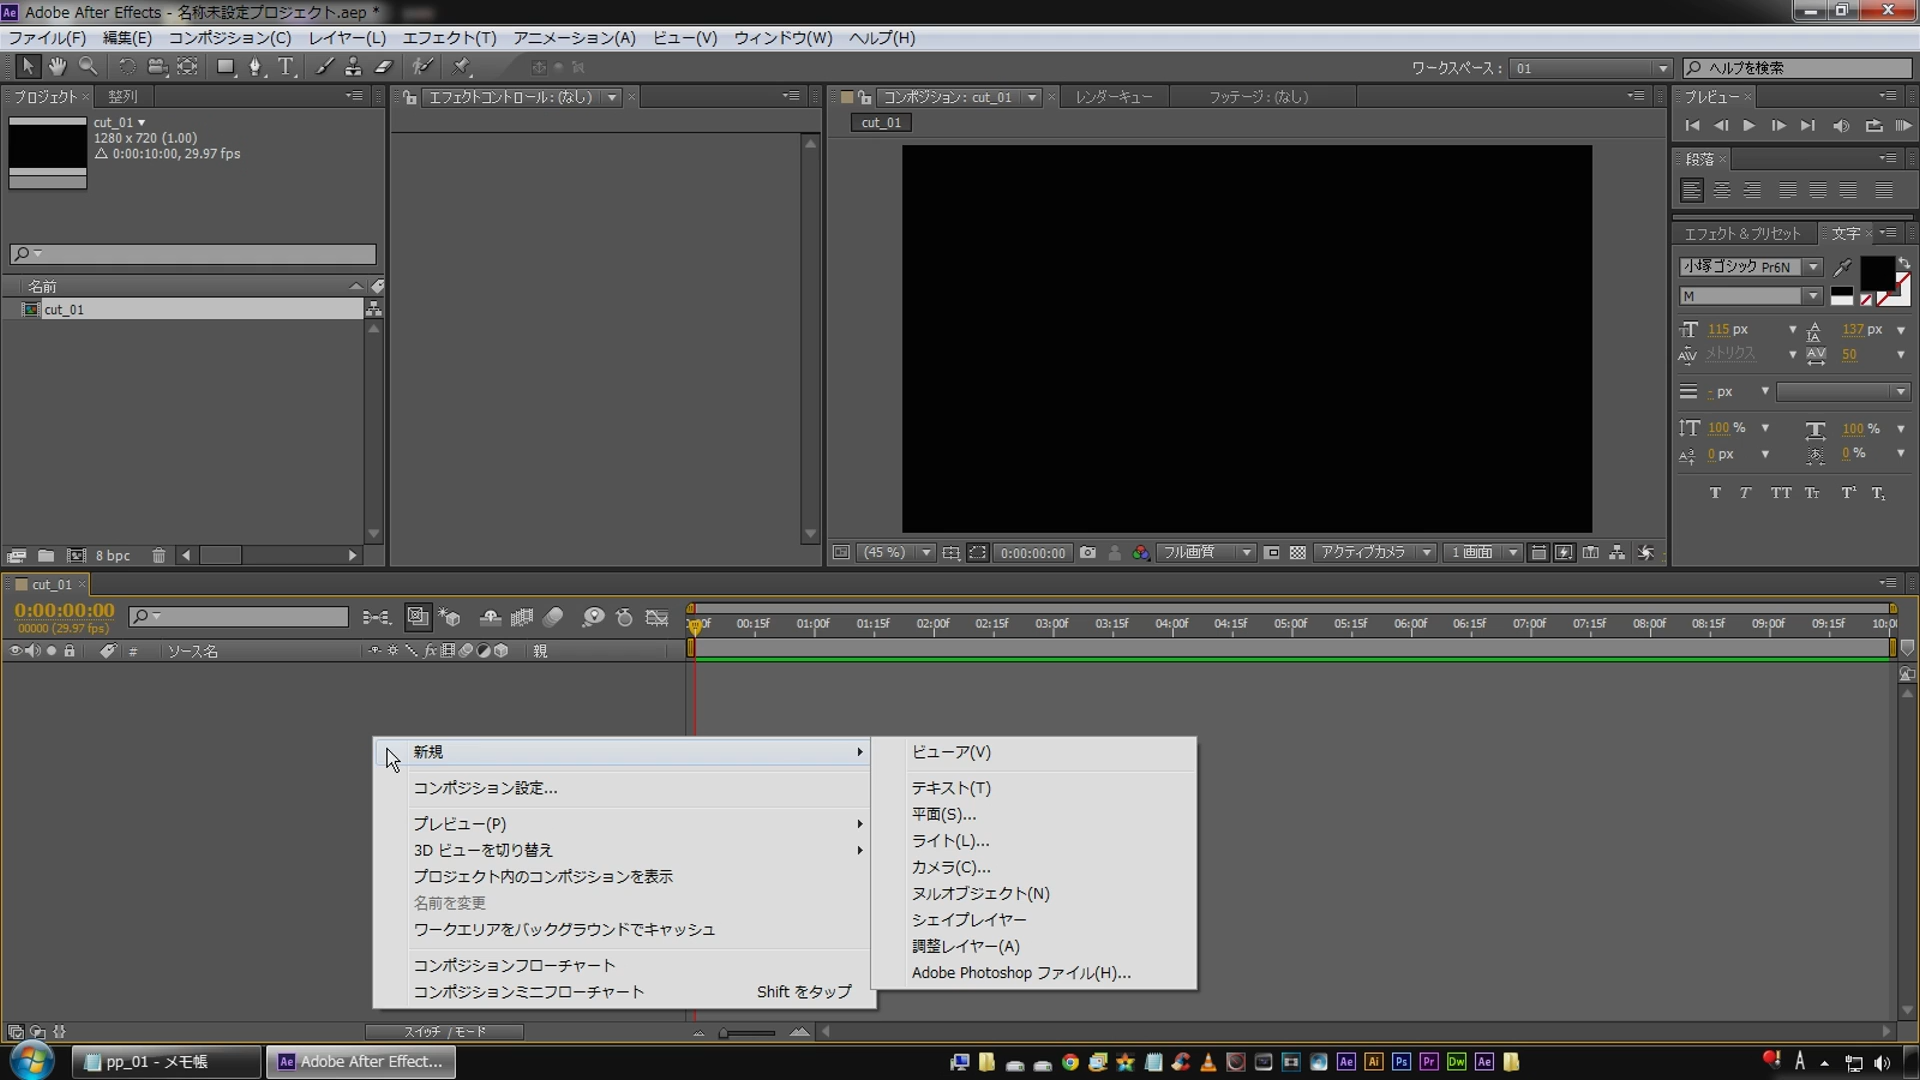 Adobe After Effects - 名称未設定プロジェクト.aep *
ファイル(F) 編集(E) コンポジション(C) レイヤー(L) エフェクト(T) アニメーション(A) ビュー(V) ウィンドウ(W) ヘルプ(H)
ワークスペース: 01 ヘルプを検索
プロジェクト 整列
エフェクトコントロール:(なし)
コンポジション: cut_01 レンダーキュー フッテージ:(なし)
プレビュー
cut_01
1280 x 720 (1.00)
△ 0:00:10:00, 29.97 fps
cut_01
段落
エフェクト&プリセット 文字
小塚ゴシック Pr6N
M
115 px 137 px
メトリクス 50
- px
100 % 100 %
0 px 0 %
T T TT Tт T¹ T₁
名前
cut_01
8 bpc
(45 %) 0:00:00:00 フル画質 アクティブカメラ 1 画面
cut_01
0:00:00:00
00000 (29.97 fps)
00:15f 01:00f 01:15f 02:00f 02:15f 03:00f 03:15f 04:00f 04:15f 05:00f 05:15f 06:00f 06:15f 07:00f 07:15f 08:00f 08:15f 09:00f 09:15f
# ソース名 fx 親
新規
コンポジション設定...
プレビュー(P)
3D ビューを切り替え
プロジェクト内のコンポジションを表示
名前を変更
ワークエリアをバックグラウンドでキャッシュ
コンポジションフローチャート
コンポジションミニフローチャート Shift をタップ
ビューア(V)
テキスト(T)
平面(S)...
ライト(L)...
カメラ(C)...
ヌルオブジェクト(N)
シェイプレイヤー
調整レイヤー(A)
Adobe Photoshop ファイル(H)...
スイッチ / モード
pp_01 - メモ帳 Adobe After Effect... Ae Ai Ps Pr Dw Ae A